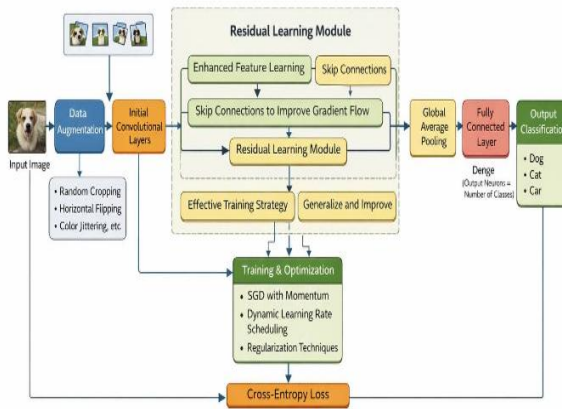 Residual Learning Module
Enhanced Feature Learning
Skip Connections
Skip Connections to Improve Gradient Flow
Residual Learning Module
Input Image
Data
Augmentation
Initial
Convolutional
Layers
Global
Average
Pooling
Fully
Connected
Layer
Output
Classification
Denge
(Output Neurons =
Number of Classes)
• Dog
• Cat
• Car
• Random Cropping
• Horizontal Flipping
• Color Jittering, etc
Effective Training Strategy
Generalize and Improve
Training & Optimization
• SGD with Momentum
• Dynamic Learning Rate
Scheduling
• Regularization Techniques
Cross-Entropy Loss